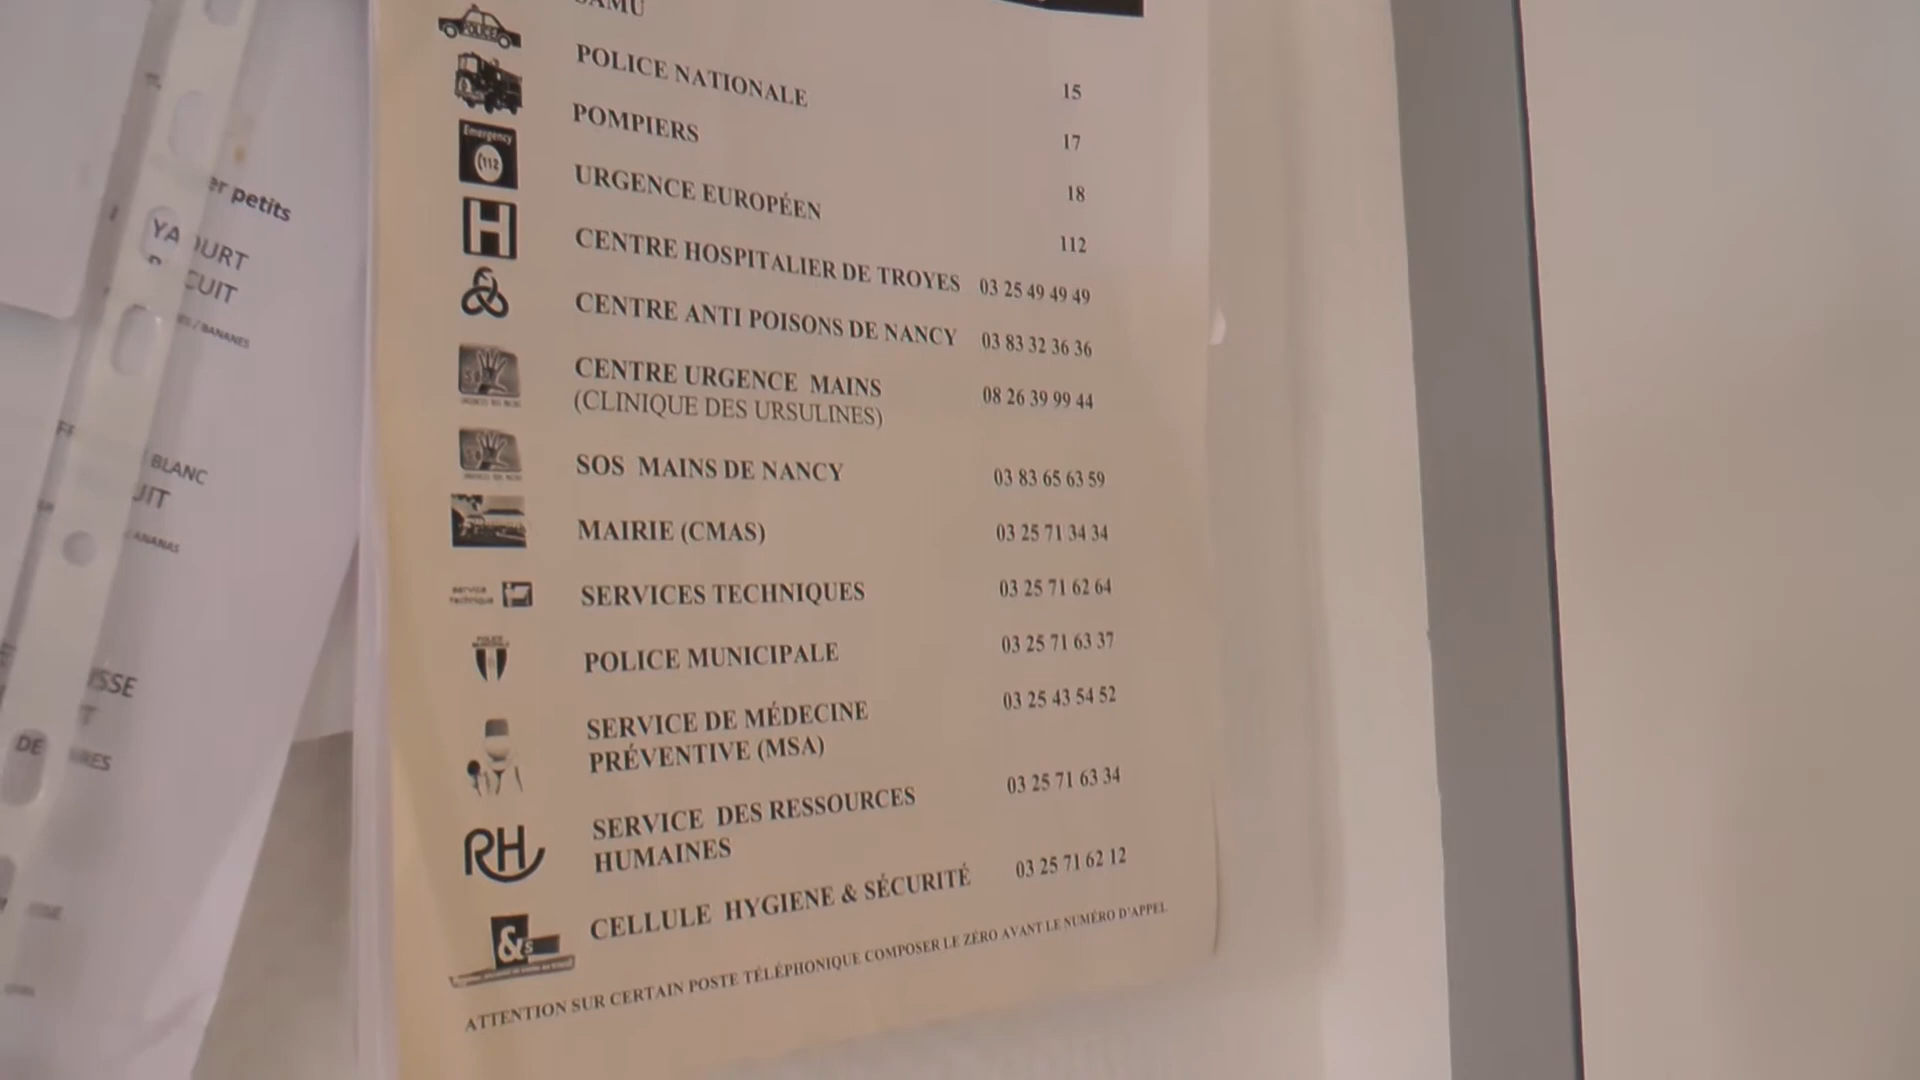 SAMU
POLICE NATIONALE 15
POMPIERS 17
URGENCE EUROPÉEN 18
CENTRE HOSPITALIER DE TROYES 112
CENTRE ANTI POISONS DE NANCY 03 25 49 49 49
CENTRE URGENCE MAINS 03 83 32 36 36
(CLINIQUE DES URSULINES) 08 26 39 99 44
SOS MAINS DE NANCY 03 83 65 63 59
MAIRIE (CMAS) 03 25 71 34 34
SERVICES TECHNIQUES 03 25 71 62 64
POLICE MUNICIPALE 03 25 71 63 37
SERVICE DE MÉDECINE 03 25 43 54 52
PRÉVENTIVE (MSA)
SERVICE DES RESSOURCES 03 25 71 63 34
HUMAINES
CELLULE HYGIENE & SÉCURITÉ 03 25 71 62 12
ATTENTION SUR CERTAIN POSTE TÉLÉPHONIQUE COMPOSER LE ZÉRO AVANT LE NUMÉRO D'APPEL
POLICE
Emergency
112
H
service
technique
RH
&S
petits
BANANES
BLANC
ANANAS
DE